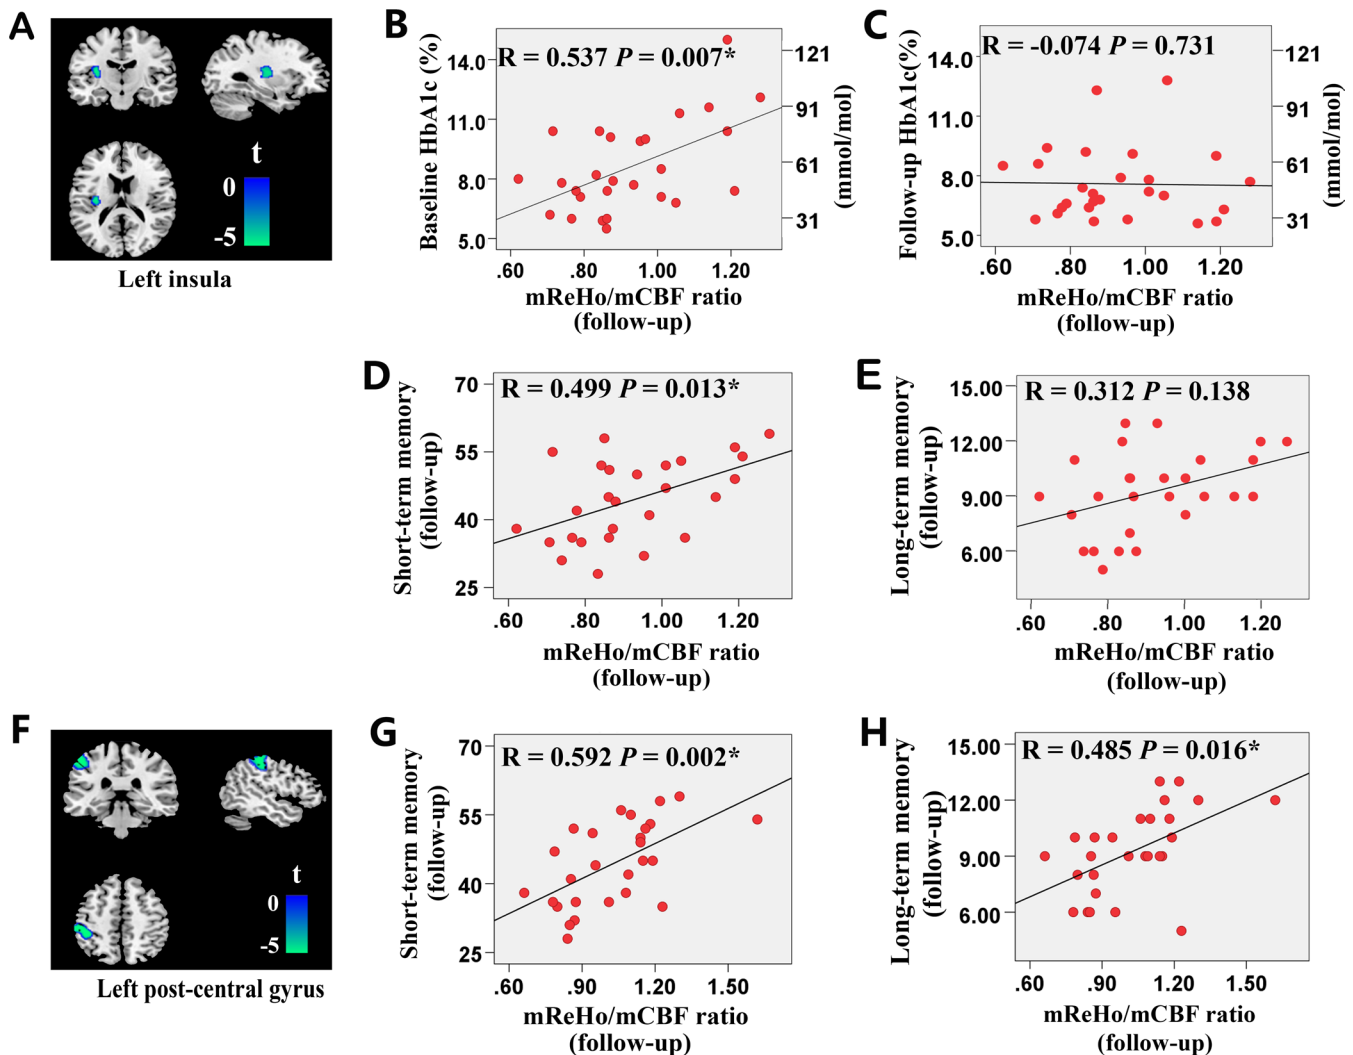 A
t
0
-5
Left insula
B
R = 0.537 P = 0.007*
Baseline HbA1c (%)
14.0
11.0
8.0
5.0
121
91
61
31
(mmol/mol)
.60 .80 1.00 1.20
mReHo/mCBF ratio
(follow-up)
C
R = -0.074 P = 0.731
Follow-up HbA1c(%)
14.0
11.0
8.0
5.0
121
91
61
31
(mmol/mol)
.60 .80 1.00 1.20
mReHo/mCBF ratio
(follow-up)
D
R = 0.499 P = 0.013*
Short-term memory
(follow-up)
70
55
40
25
.60 .80 1.00 1.20
mReHo/mCBF ratio
(follow-up)
E
R = 0.312 P = 0.138
Long-term memory
(follow-up)
15.00
12.00
9.00
6.00
.60 .80 1.00 1.20
mReHo/mCBF ratio
(follow-up)
F
t
0
-5
Left post-central gyrus
G
R = 0.592 P = 0.002*
Short-term memory
(follow-up)
70
55
40
25
.60 .90 1.20 1.50
mReHo/mCBF ratio
(follow-up)
H
R = 0.485 P = 0.016*
Long-term memory
(follow-up)
15.00
12.00
9.00
6.00
.60 .90 1.20 1.50
mReHo/mCBF ratio
(follow-up)